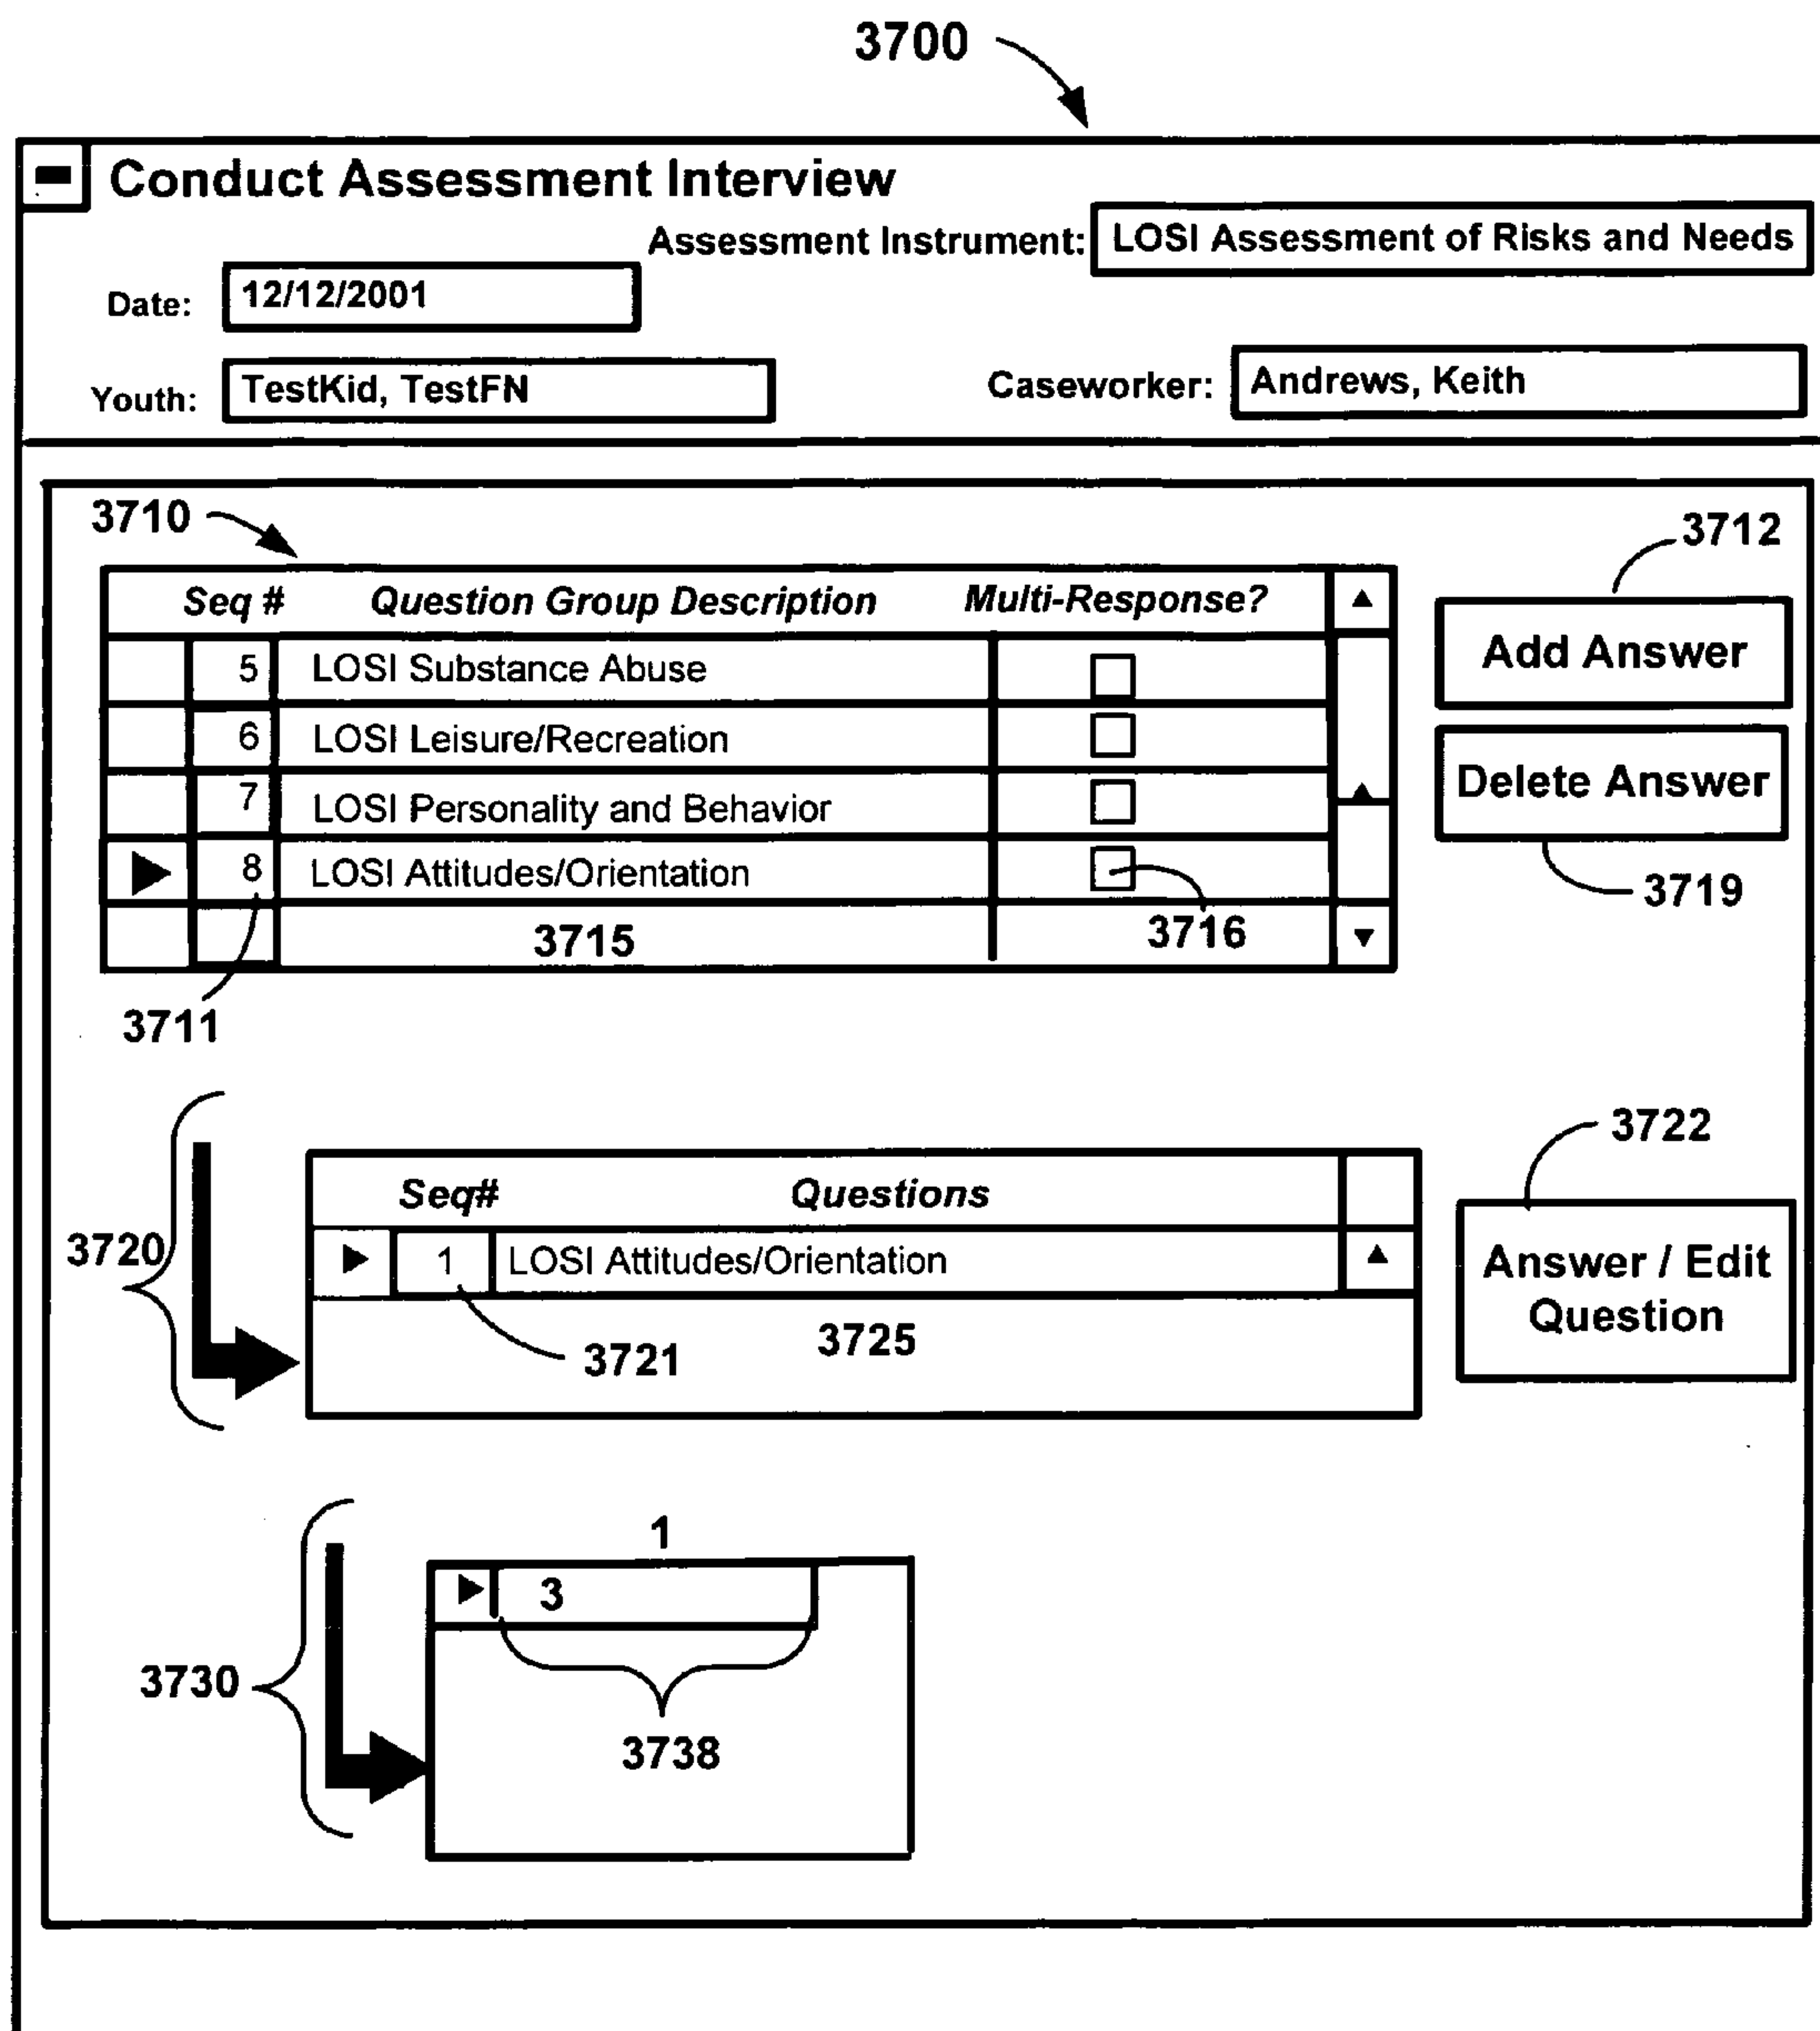 3700
Conduct Assessment Interview
Assessment Instrument: LOSI Assessment of Risks and Needs
Date: 12/12/2001
Youth: TestKid, TestFN Caseworker: Andrews, Keith
3710 3712
Seq # Question Group Description Multi-Response?
Add Answer
5 LOSI Substance Abuse
6 LOSI Leisure/Recreation
Delete Answer
7 LOSI Personality and Behavior
8 LOSI Attitudes/Orientation
3719
3715 3716
3711
3722
Seq# Questions
3720 1 LOSI Attitudes/Orientation
Answer / Edit
Question
3721 3725
1
3
3730
3738